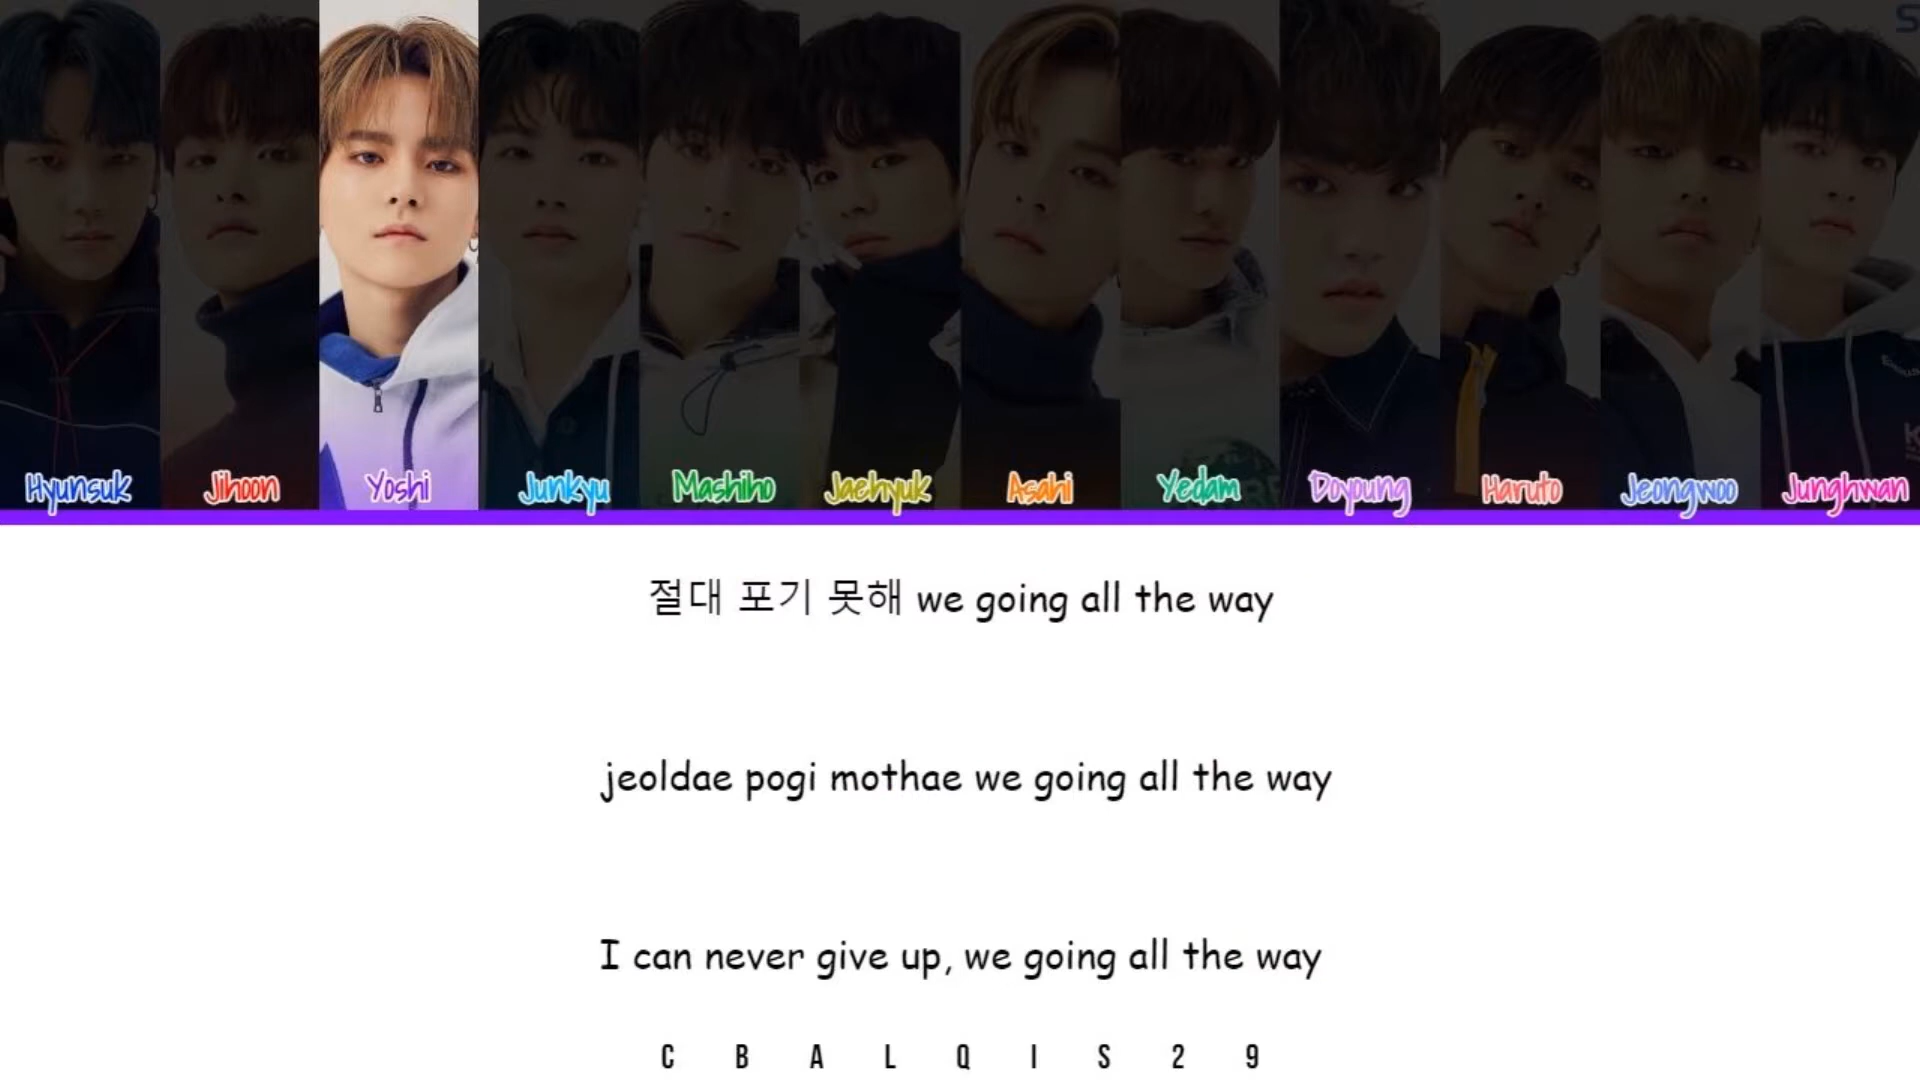 Hyunsuk Jihoon Yoshi Junkyu Mashiho Jaehyuk Asahi Yedam Doyoung Haruto Jeongwoo Junghwan
절대 포기 못해 we going all the way
jeoldae pogi mothae we going all the way
I can never give up, we going all the way
CBALQIS29